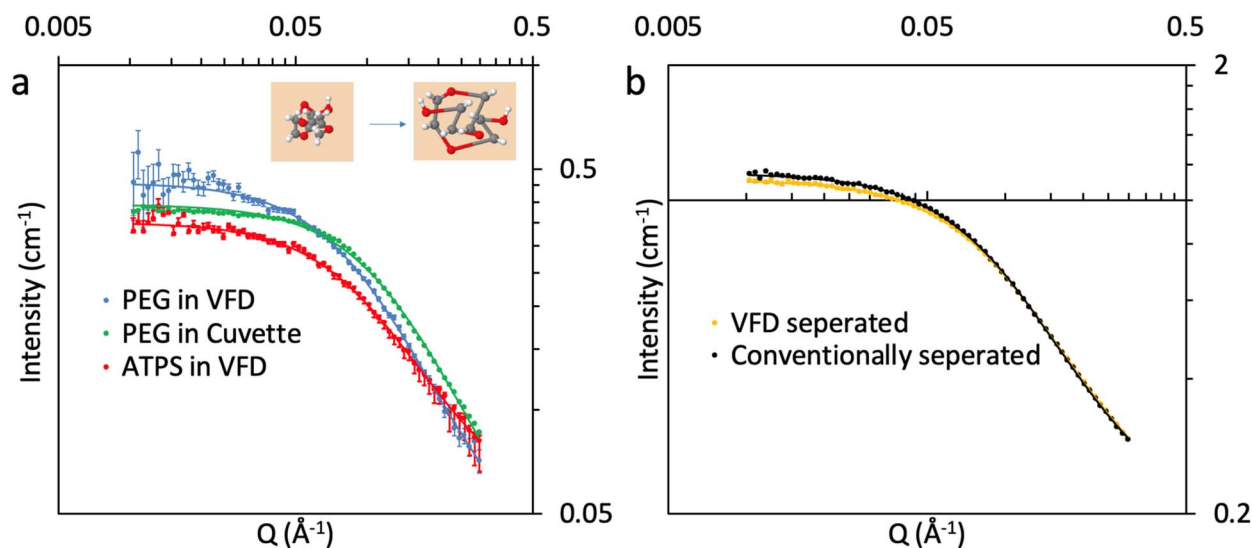 0.005 0.05 0.5
a
0.5
Intensity (cm-1)
PEG in VFD
PEG in Cuvette
ATPS in VFD
0.05
Q (Å-1)
0.005 0.05 0.5
b
2
Intensity (cm-1)
VFD seperated
Conventionally seperated
0.2
Q (Å-1)